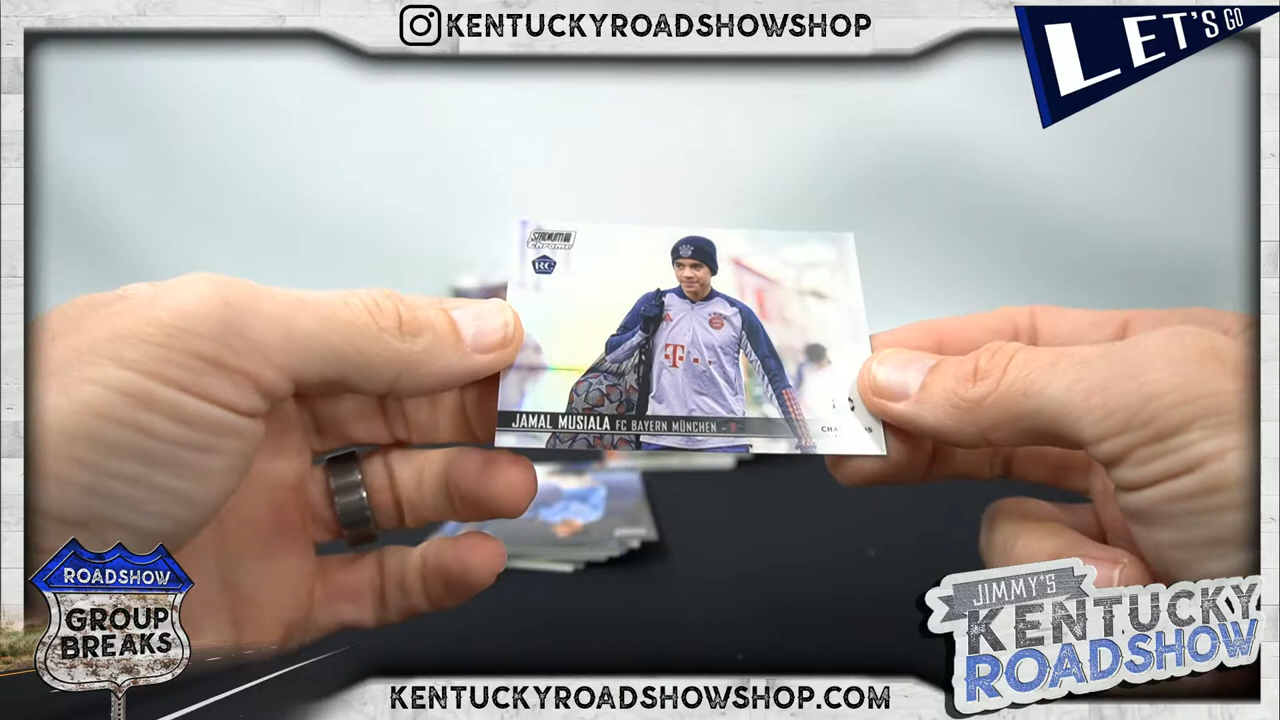 KENTUCKYROADSHOWSHOP
LET'S GO
STADIUM
chrome
RC
T
JAMAL MUSIALA FC BAYERN MÜNCHEN
ROADSHOW
GROUP
BREAKS
JIMMY'S
KENTUCKY
ROADSHOW
KENTUCKYROADSHOWSHOP.COM